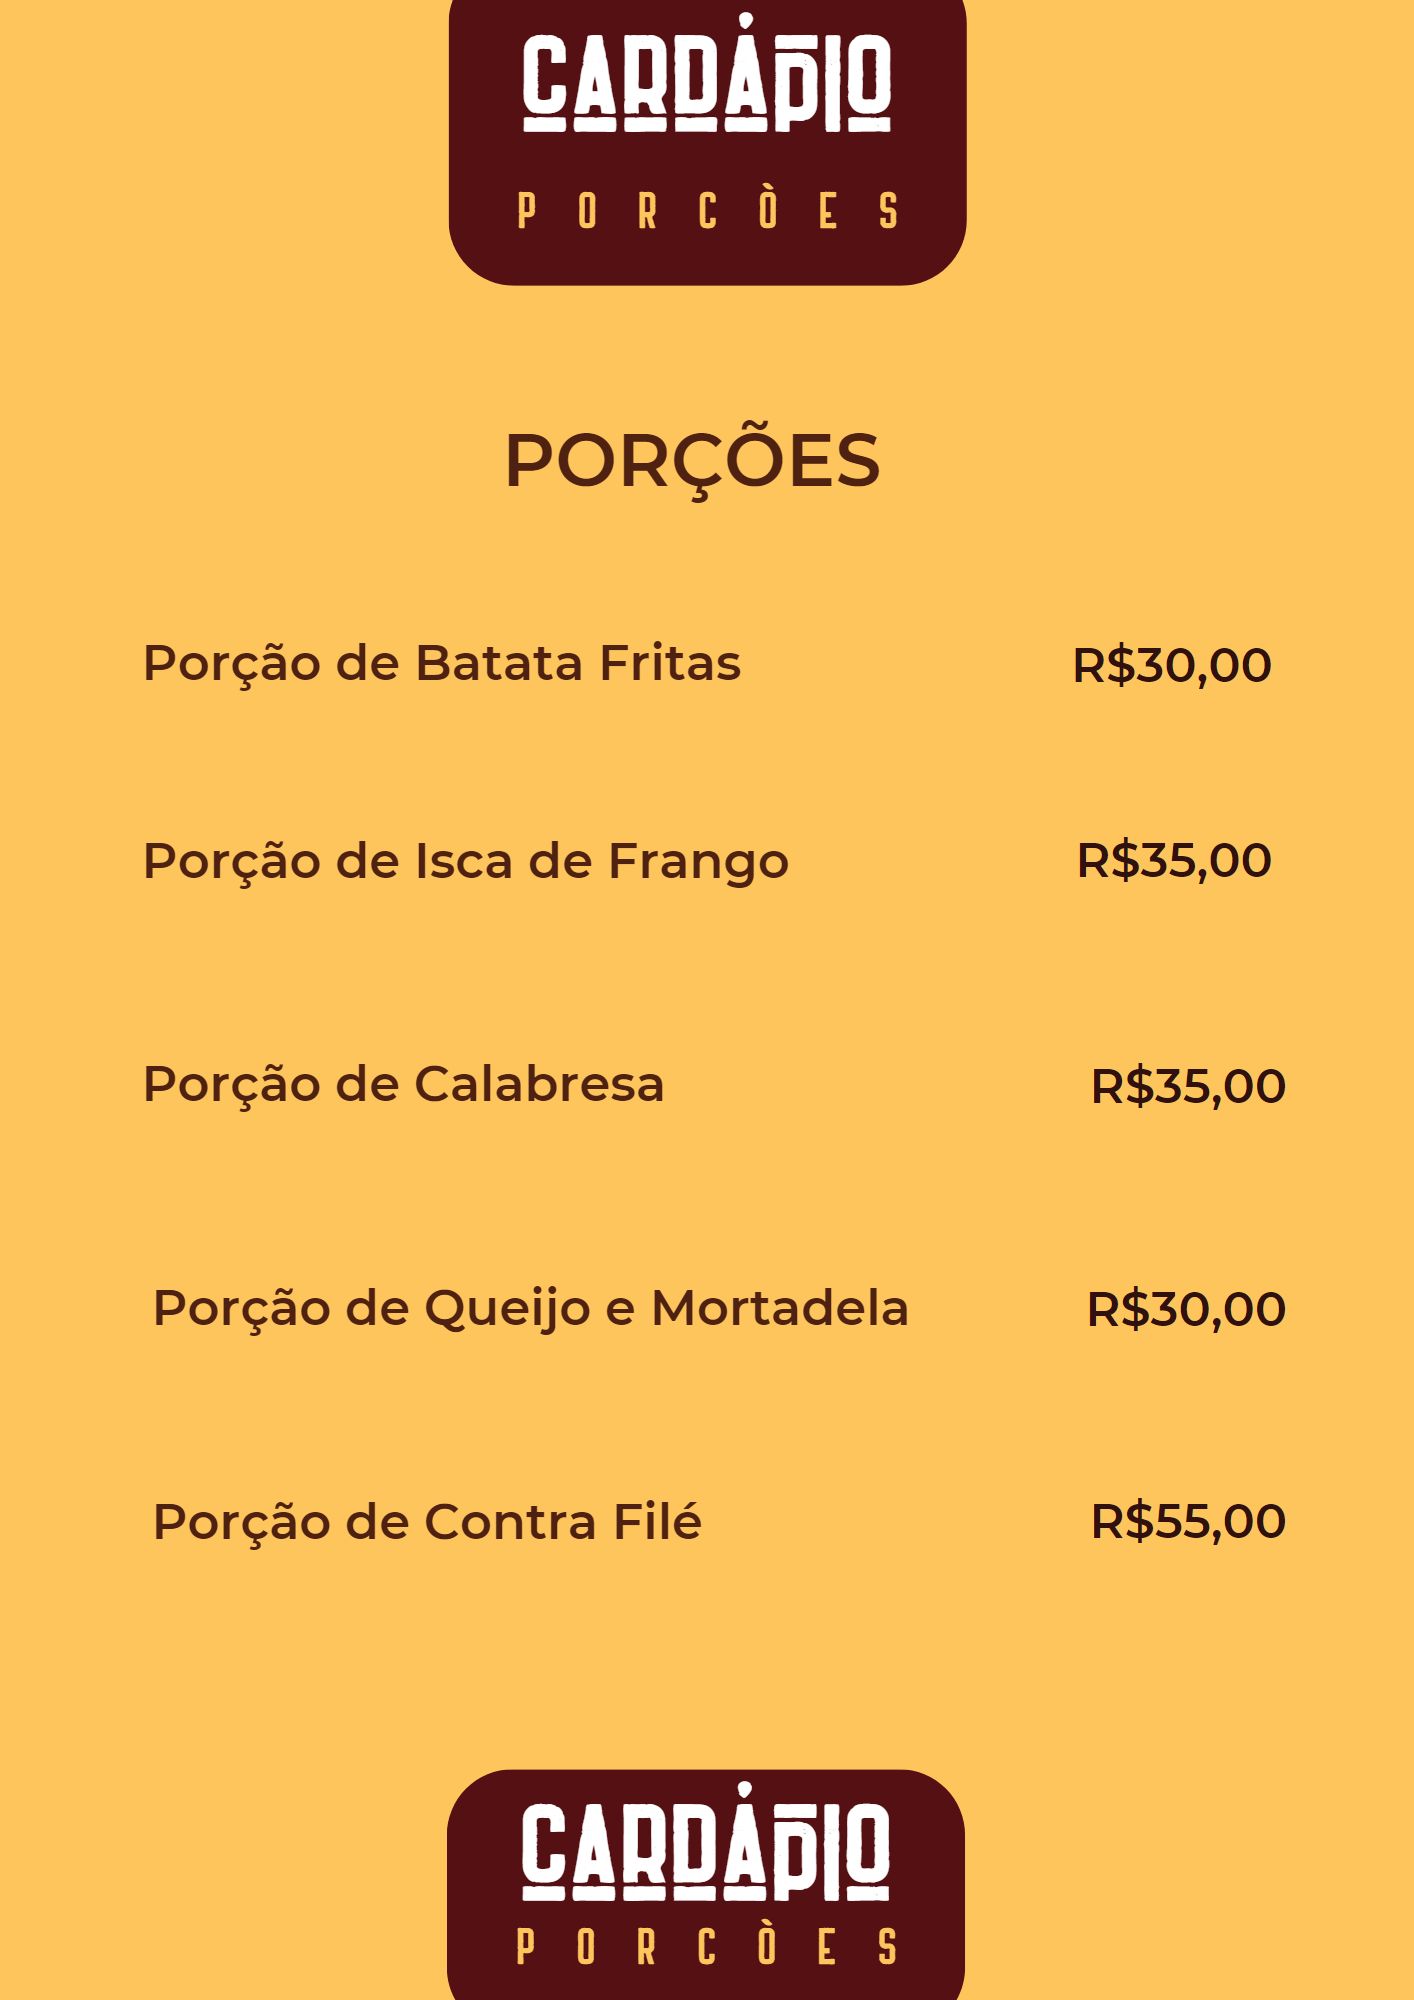 CARDÁPIO
PORCÒES
PORÇÕES
Porção de Batata Fritas R$30,00
Porção de Isca de Frango R$35,00
Porção de Calabresa R$35,00
Porção de Queijo e Mortadela R$30,00
Porção de Contra Filé R$55,00
CARDÁPIO
PORCÒES